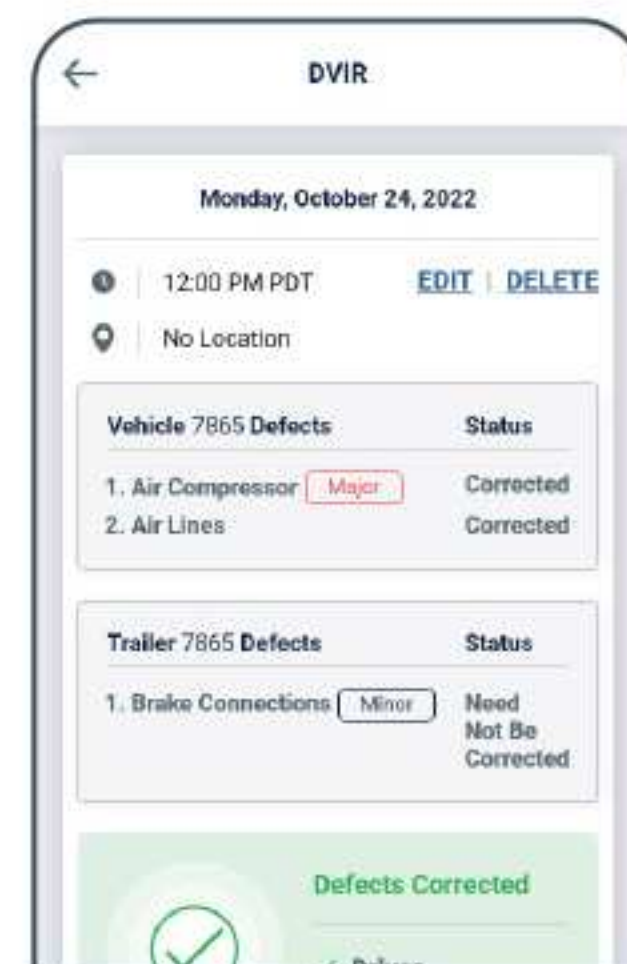 DVIR
Monday, October 24, 2022
12:00 PM PDT EDIT | DELETE
No Location
Vehicle 7865 Defects Status
1. Air Compressor Major Corrected
2. Air Lines Corrected
Trailer 7865 Defects Status
1. Brake Connections Minor Need
Not Be
Corrected
Defects Corrected